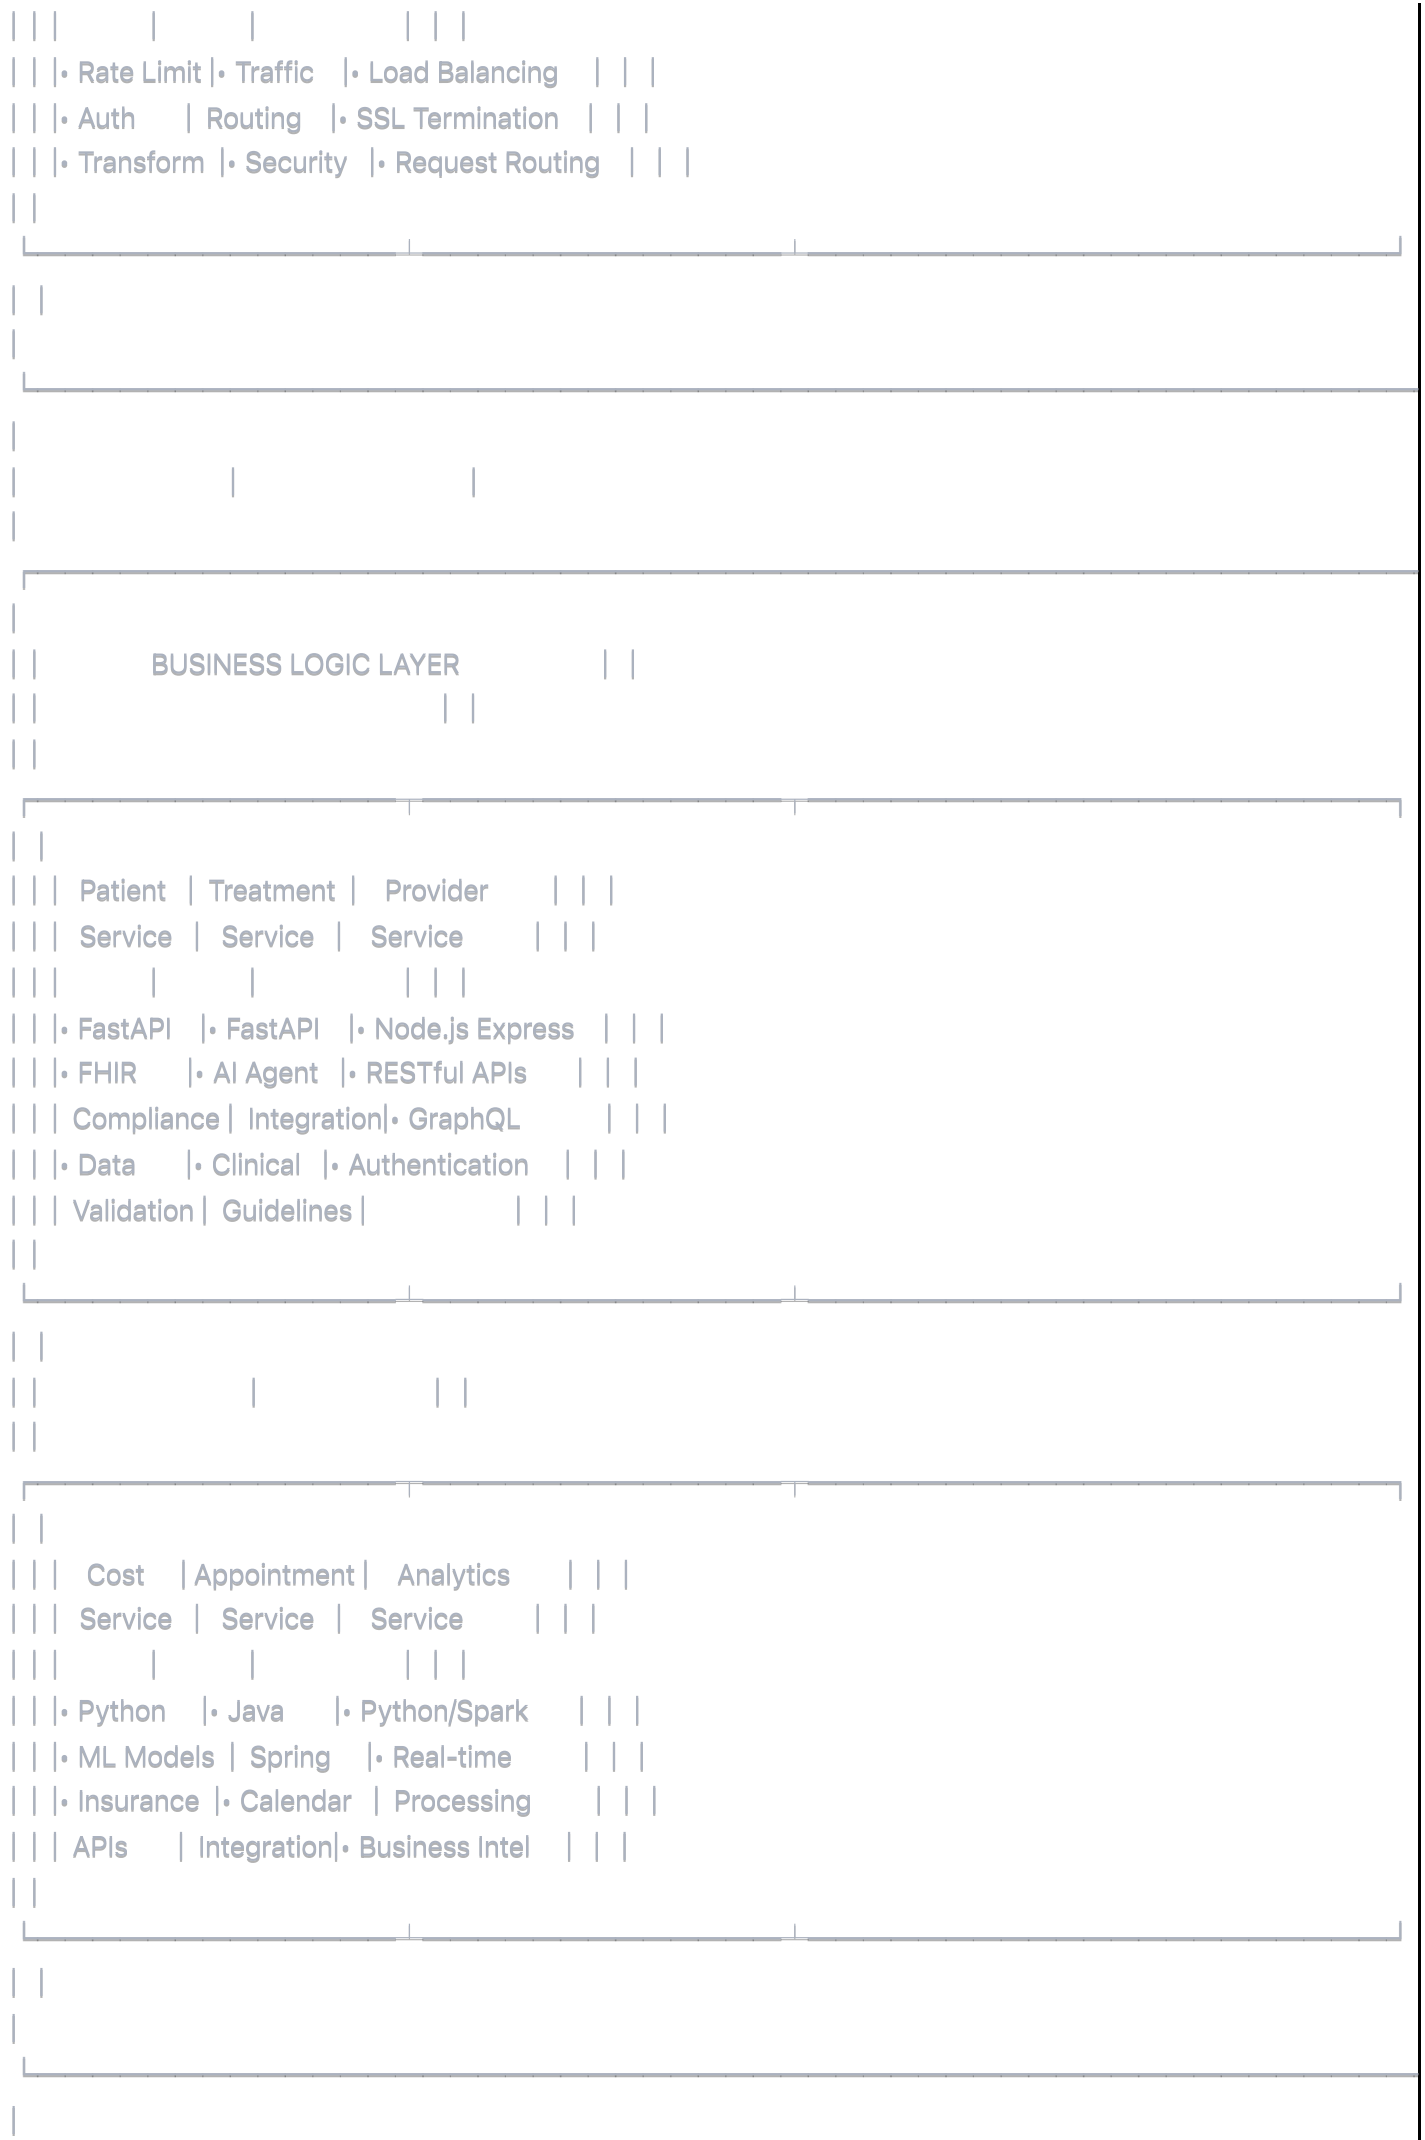 | | | | | | | |
| | |• Rate Limit |• Traffic |• Load Balancing | | |
| | |• Auth | Routing |• SSL Termination | | |
| | |• Transform |• Security |• Request Routing | | |
| |
| |
|
|
| | |
|
|
| | BUSINESS LOGIC LAYER | |
| | | |
| |
| |
| | | Patient | Treatment | Provider | | |
| | | Service | Service | Service | | |
| | | | | | | |
| | |• FastAPI |• FastAPI |• Node.js Express | | |
| | |• FHIR |• AI Agent |• RESTful APIs | | |
| | | Compliance | Integration|• GraphQL | | |
| | |• Data |• Clinical |• Authentication | | |
| | | Validation | Guidelines | | | |
| |
| |
| | | | |
| |
| |
| | | Cost | Appointment | Analytics | | |
| | | Service | Service | Service | | |
| | | | | | | |
| | |• Python |• Java |• Python/Spark | | |
| | |• ML Models | Spring |• Real-time | | |
| | |• Insurance |• Calendar | Processing | | |
| | | APIs | Integration|• Business Intel | | |
| |
| |
|
|